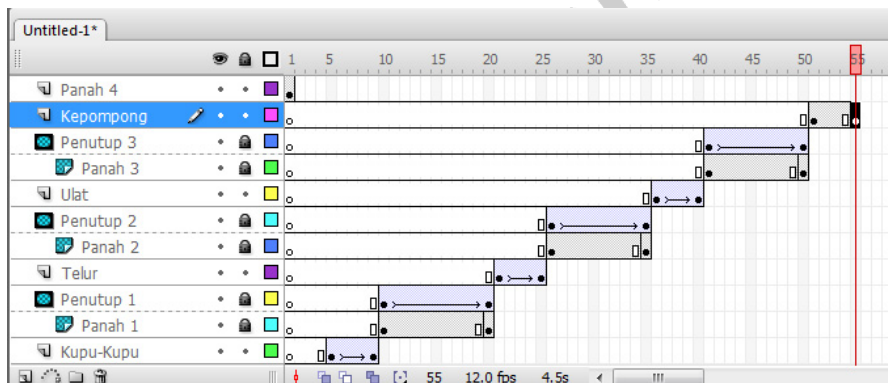 Untitled-1*
1 5 10 15 20 25 30 35 40 45 50 55
Panah 4
Kepompong
Penutup 3
Panah 3
Ulat
Penutup 2
Panah 2
Telur
Penutup 1
Panah 1
Kupu-Kupu
55 12.0 fps 4.5s